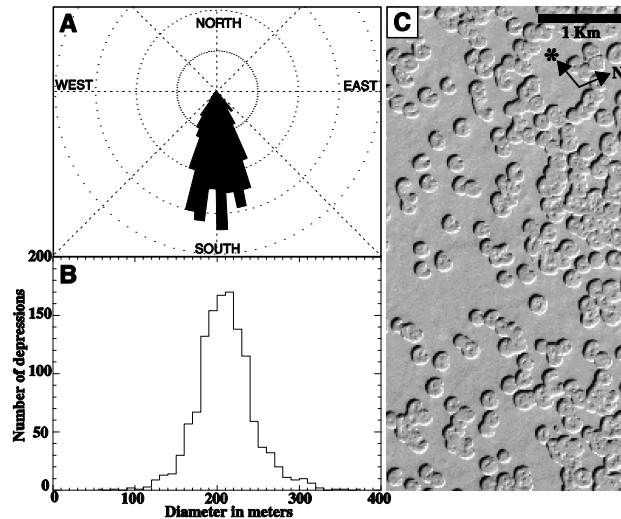 A
NORTH
WEST
EAST
SOUTH
B
200
150
100
50
0
Number of depressions
0
100
200
300
400
Diameter in meters
C
1 Km
*
N